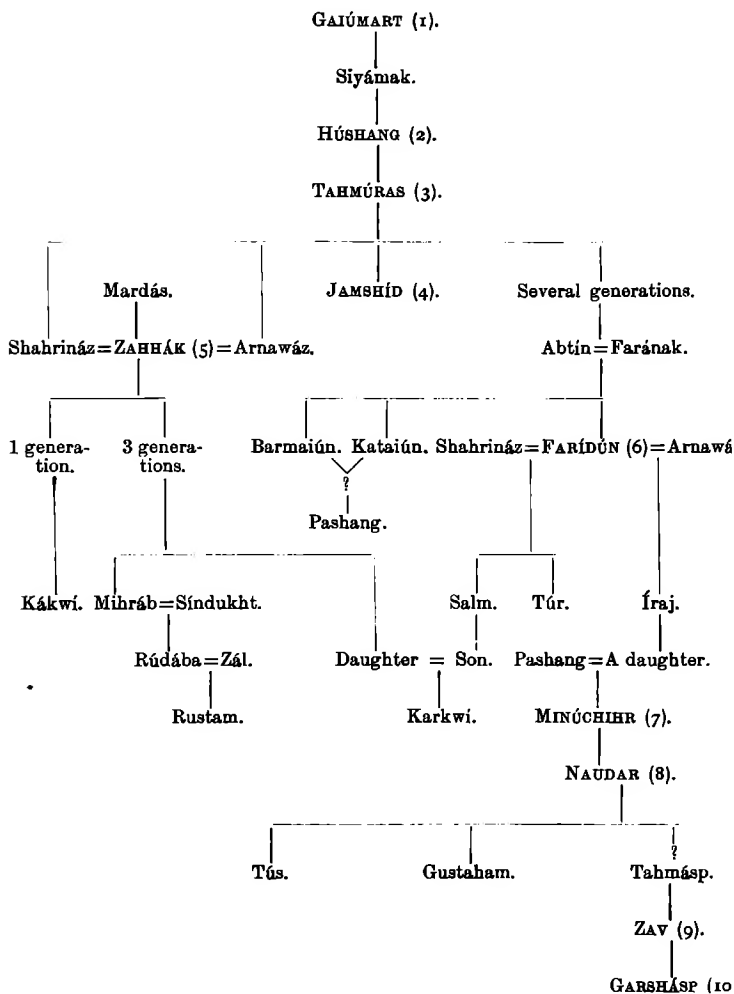 GAIÚMART (1).
Siyámak.
HÚSHANG (2).
TAHMÚRAS (3).
Mardás. JAMSHÍD (4). Several generations.
Shahrináz=ZAHHÁK (5)=Arnawáz. Abtín=Farának.
1 genera- 3 genera- Barmaiún. Kataiún. Shahrináz=FARÍDÚN (6)=Arnawá
tion. tions.
?
Pashang.
Kákwí. Mihráb=Síndukht. Salm. Túr. Íraj.
Rúdába=Zál. Daughter = Son. Pashang=A daughter.
Rustam. Karkwí. MINÚCHIHR (7).
NAUDAR (8).
?
Tús. Gustaham. Tahmásp.
ZAV (9).
GARSHÁSP (10